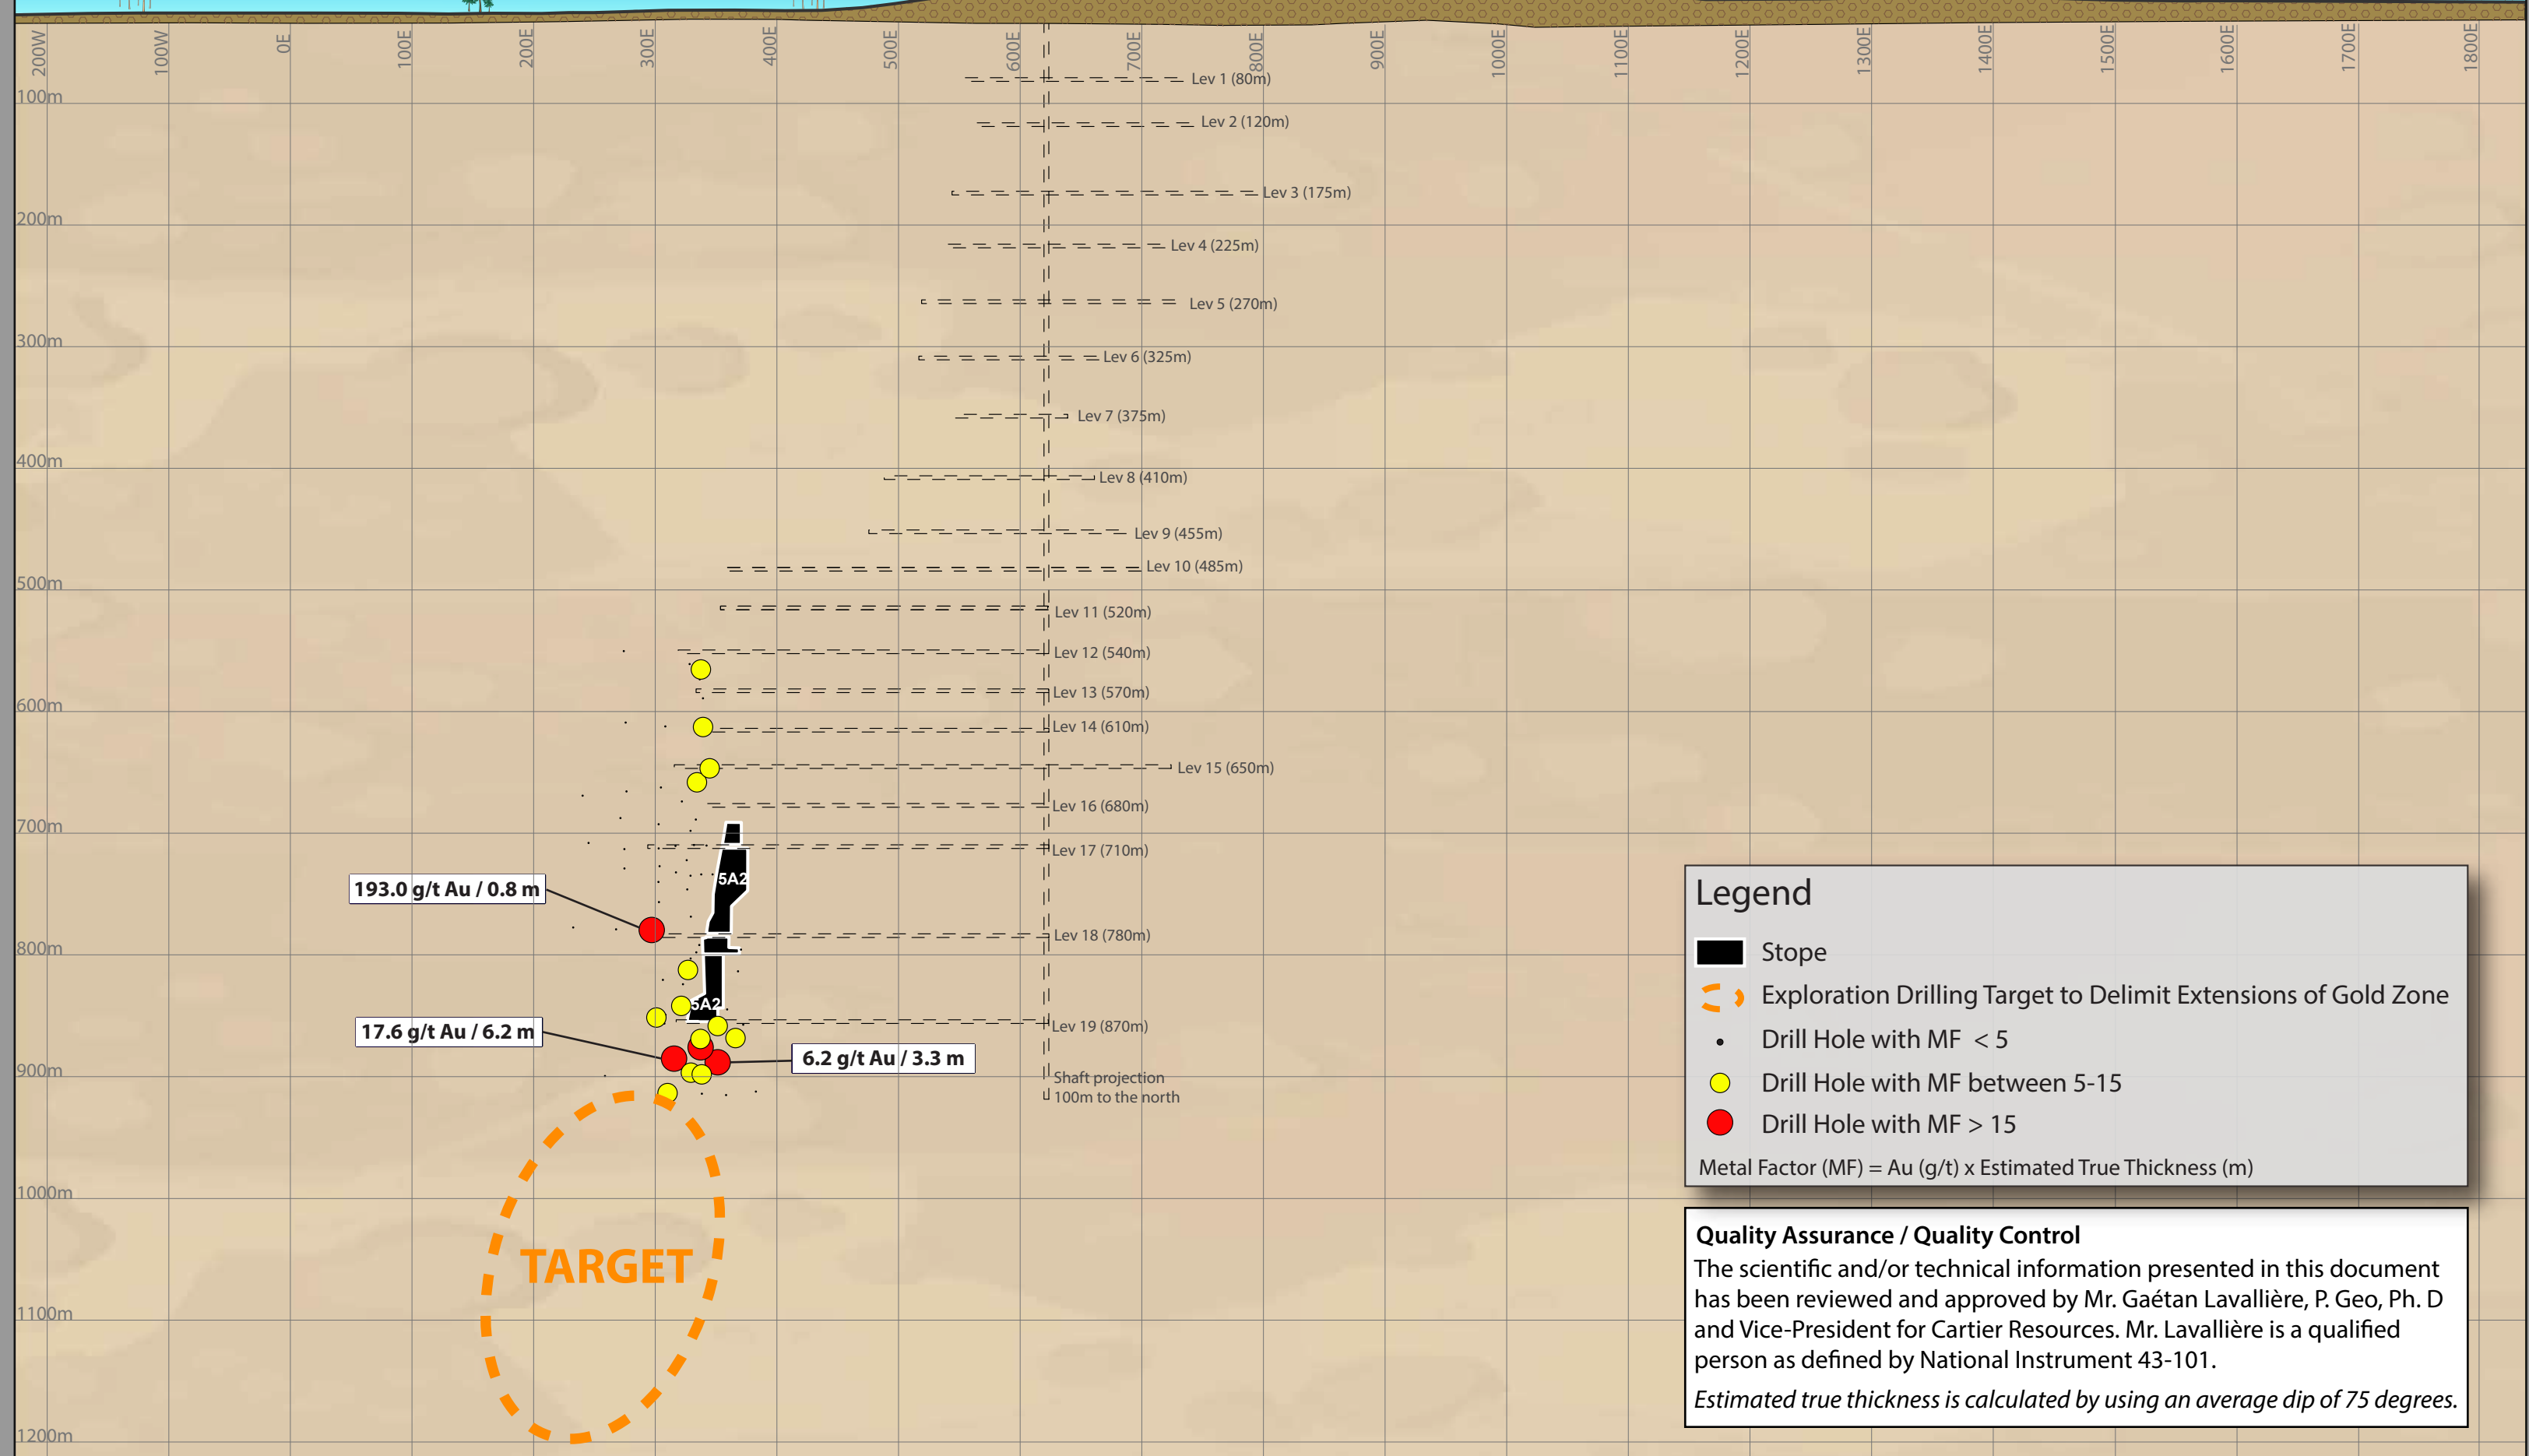 200W
100W
0E
100E
200E
300E
400E
500E
600E
700E
800E
900E
1000E
1100E
1200E
1300E
1400E
1500E
1600E
1700E
1800E
Lev 1 (80m)
100m
Lev 2 (120m)
Lev 3 (175m)
200m
Lev 4 (225m)
Lev 5 (270m)
300m
Lev 6 (325m)
Lev 7 (375m)
400m
Lev 8 (410m)
Lev 9 (455m)
Lev 10 (485m)
500m
Lev 11 (520m)
Lev 12 (540m)
Lev 13 (570m)
600m
Lev 14 (610m)
Lev 15 (650m)
Lev 16 (680m)
700m
Lev 17 (710m)
5A2
193.0 g/t Au / 0.8 m
Lev 18 (780m)
800m
5A2
Lev 19 (870m)
17.6 g/t Au / 6.2 m
6.2 g/t Au / 3.3 m
900m
Shaft projection
100m to the north
1000m
TARGET
1100m
1200m
Legend
Stope
Exploration Drilling Target to Delimit Extensions of Gold Zone
Drill Hole with MF < 5
Drill Hole with MF between 5-15
Drill Hole with MF > 15
Metal Factor (MF) = Au (g/t) x Estimated True Thickness (m)
Quality Assurance / Quality Control
The scientific and/or technical information presented in this document
has been reviewed and approved by Mr. Gaétan Lavallière, P. Geo, Ph. D
and Vice-President for Cartier Resources. Mr. Lavallière is a qualified
person as defined by National Instrument 43-101.
Estimated true thickness is calculated by using an average dip of 75 degrees.